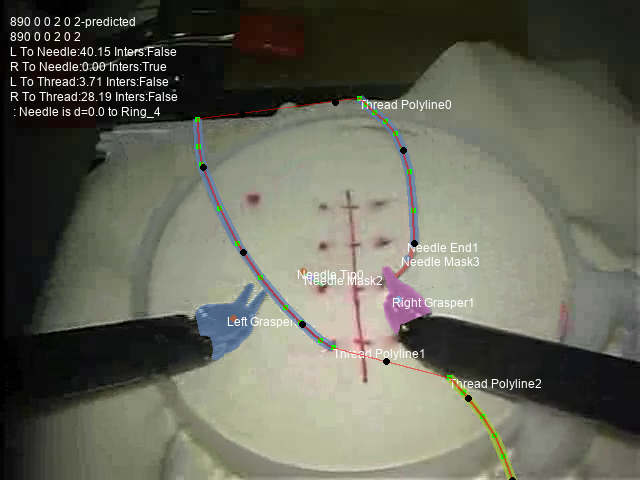 890 0 0 2 0 2-predicted
890 0 0 2 0 2
L To Needle:40.15 Inters:False
R To Needle:0.00 Inters:True
L To Thread:3.71 Inters:False
R To Thread:28.19 Inters:False
: Needle is d=0.0 to Ring_4
Thread Polyline0
Needle End1
Needle Mask3
Needle Tip0
Needle Mask2
Right Grasper1
Left Grasper
Thread Polyline1
Thread Polyline2